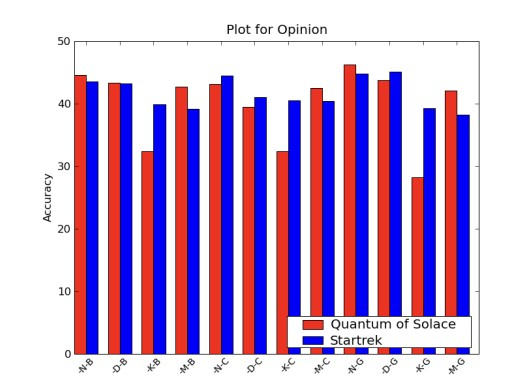 Plot for Opinion
50
40
30
20
10
0
Accuracy
-N-B
-D-B
-K-B
-M-B
-N-C
-D-C
-K-C
-M-C
-N-G
-D-G
-K-G
-M-G
Quantum of Solace
Startrek